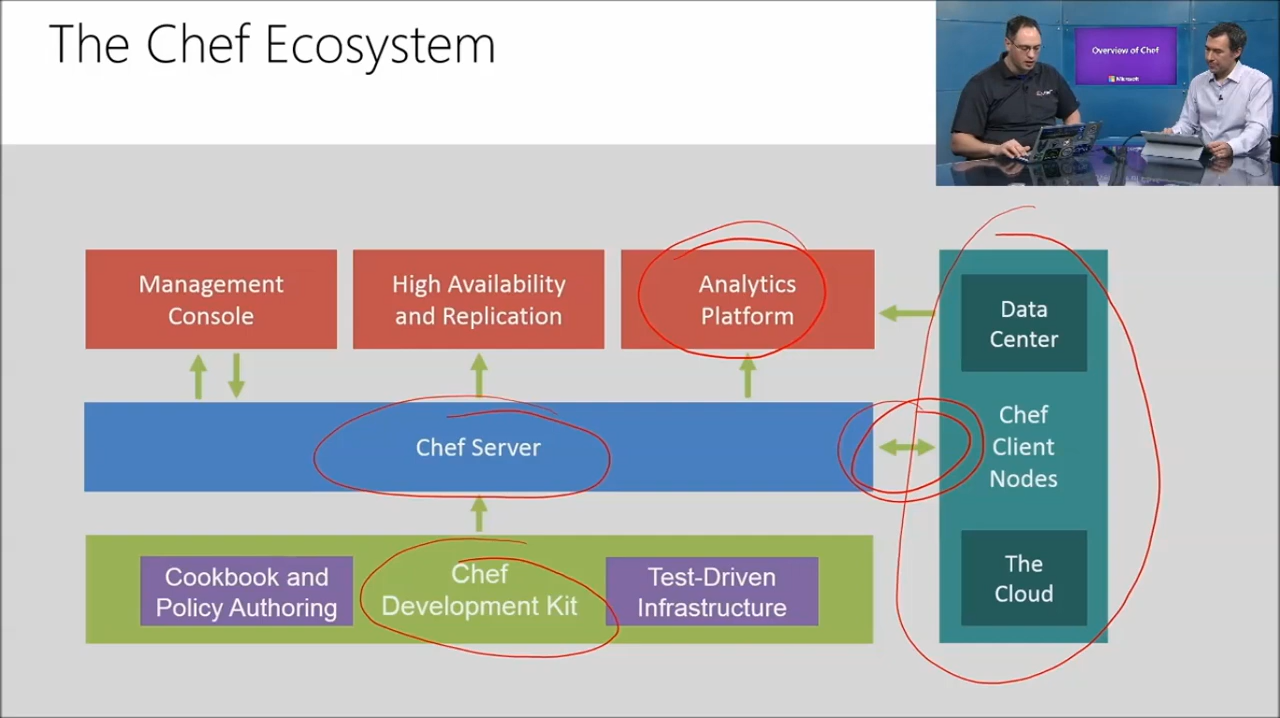 The Chef Ecosystem
Overview of Chef
Microsoft
Management
Console
High Availability
and Replication
Analytics
Platform
Data
Center
Chef Server
Chef
Client
Nodes
Cookbook and
Policy Authoring
Chef
Development Kit
Test-Driven
Infrastructure
The
Cloud